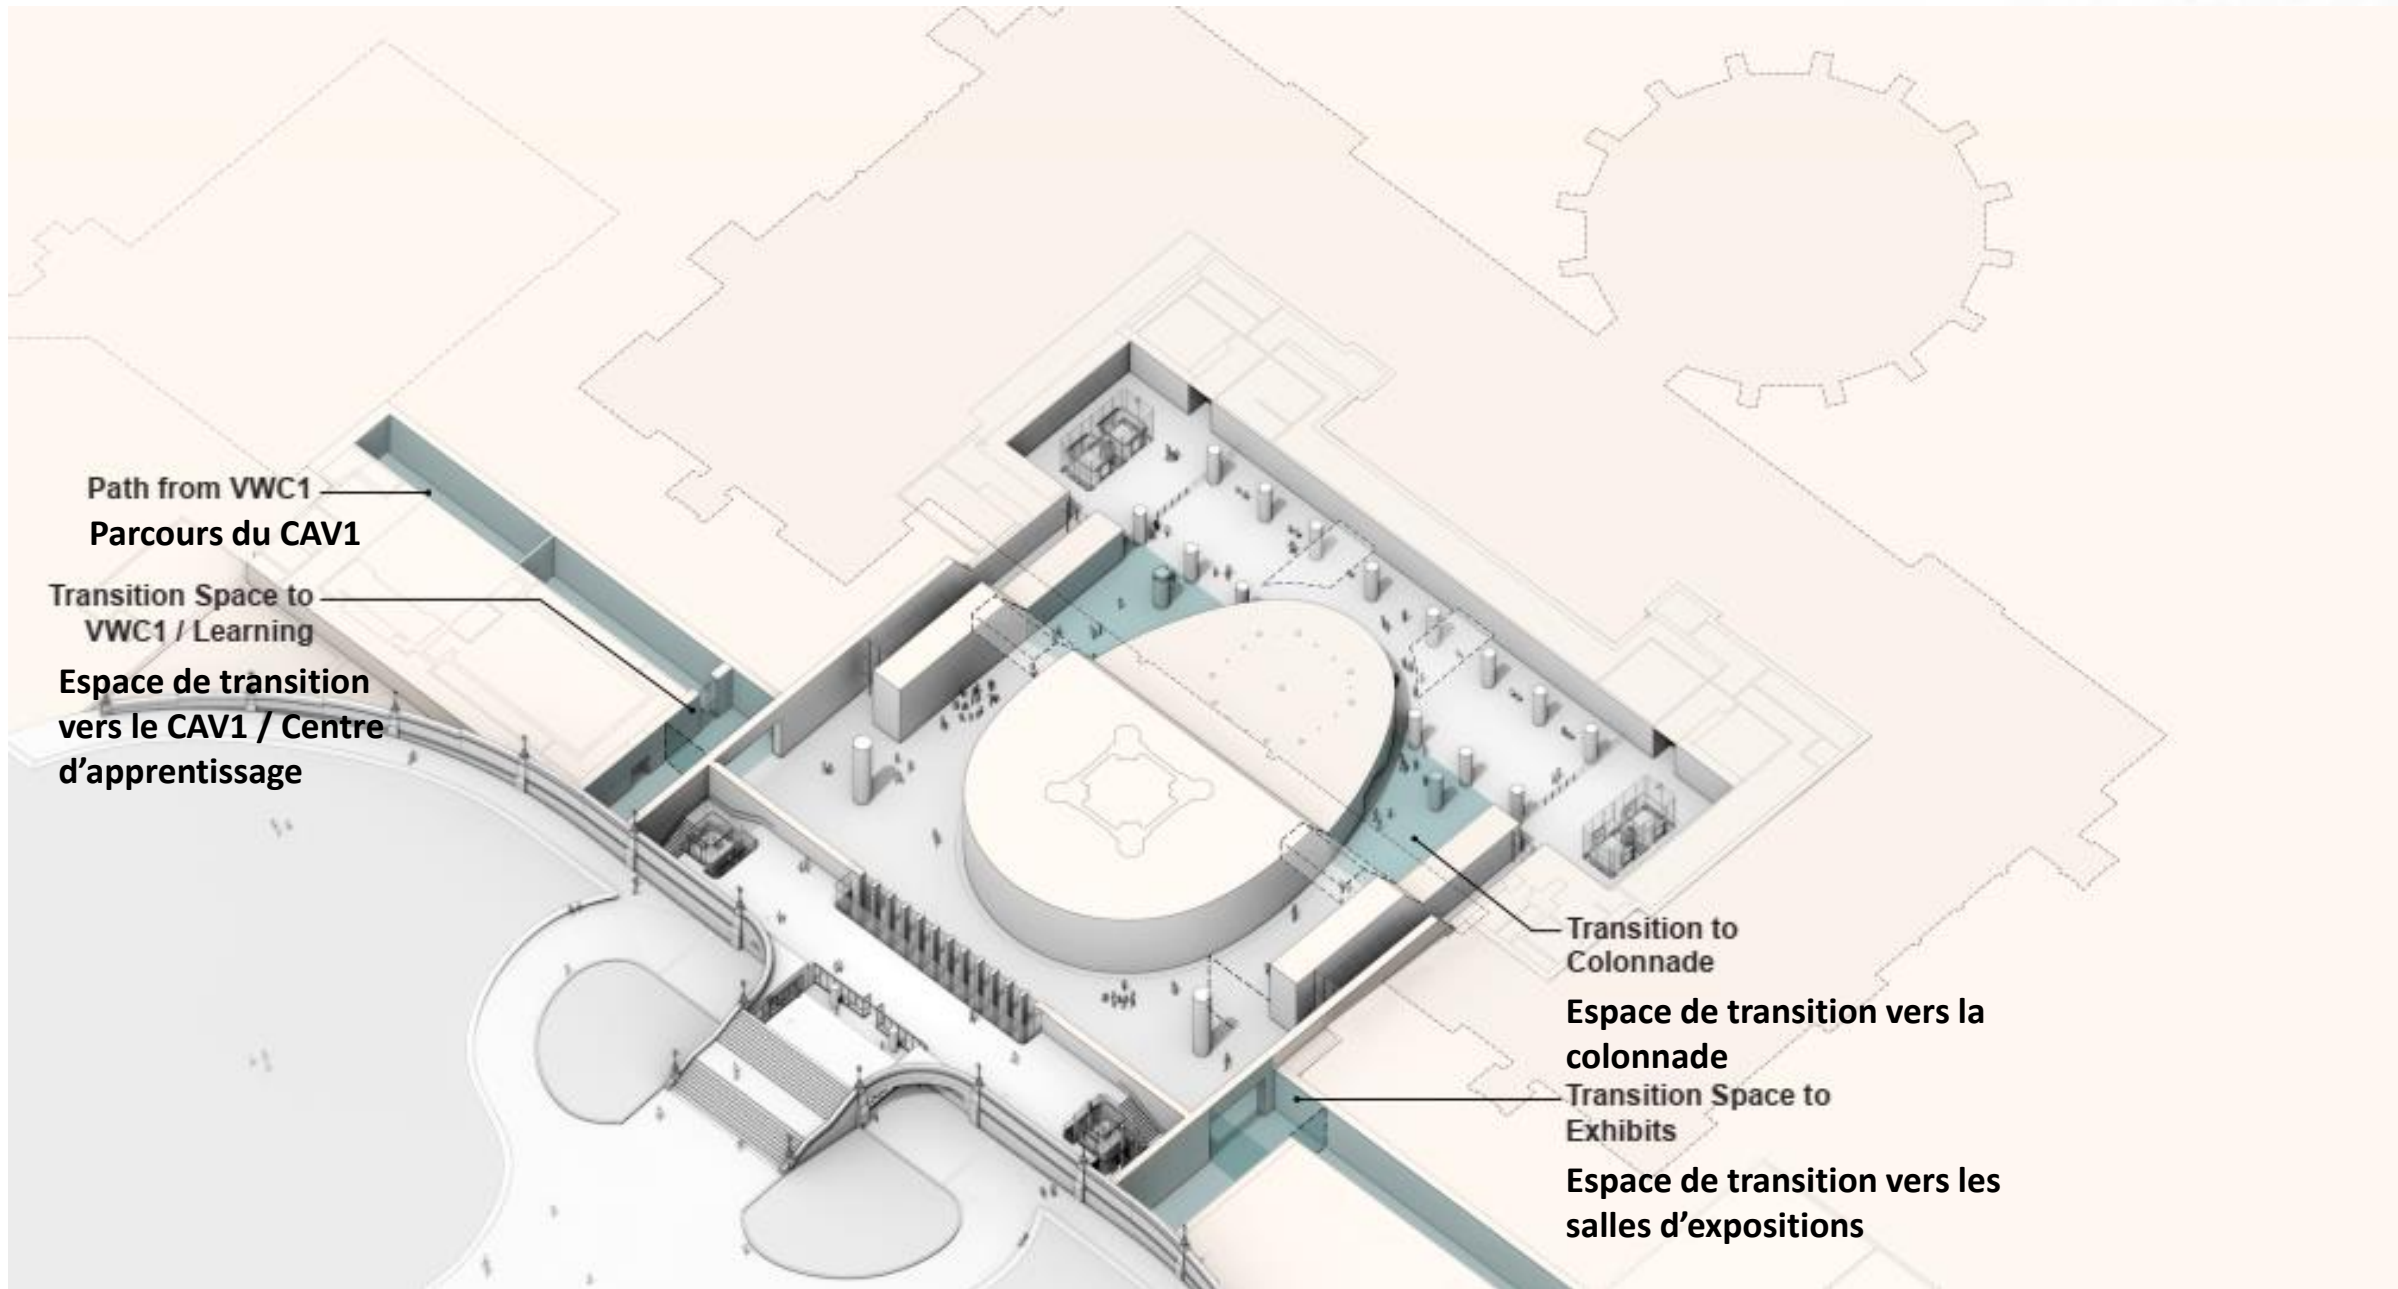 Path from VWC1
Parcours du CAV1
Transition Space to
VWC1 / Learning
Espace de transition
vers le CAV1 / Centre
d’apprentissage
Transition to
Colonnade
Espace de transition vers la
colonnade
Transition Space to
Exhibits
Espace de transition vers les
salles d’expositions